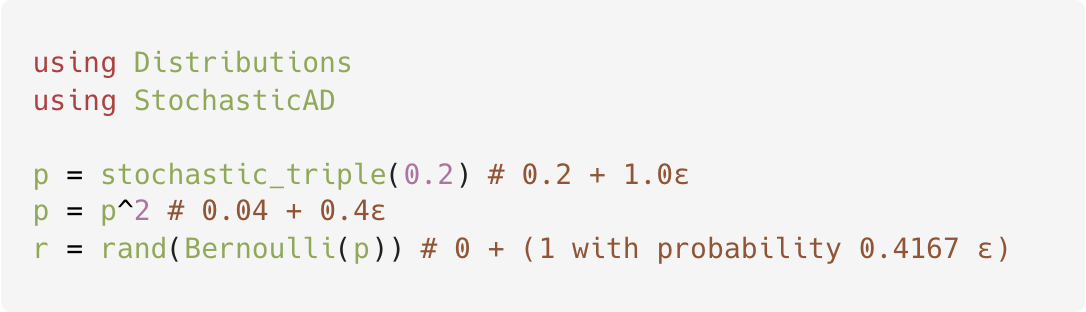 using Distributions
using StochasticAD
p = stochastic_triple(0.2) # 0.2 + 1.0ε
p = p^2 # 0.04 + 0.4ε
r = rand(Bernoulli(p)) # 0 + (1 with probability 0.4167 ε)